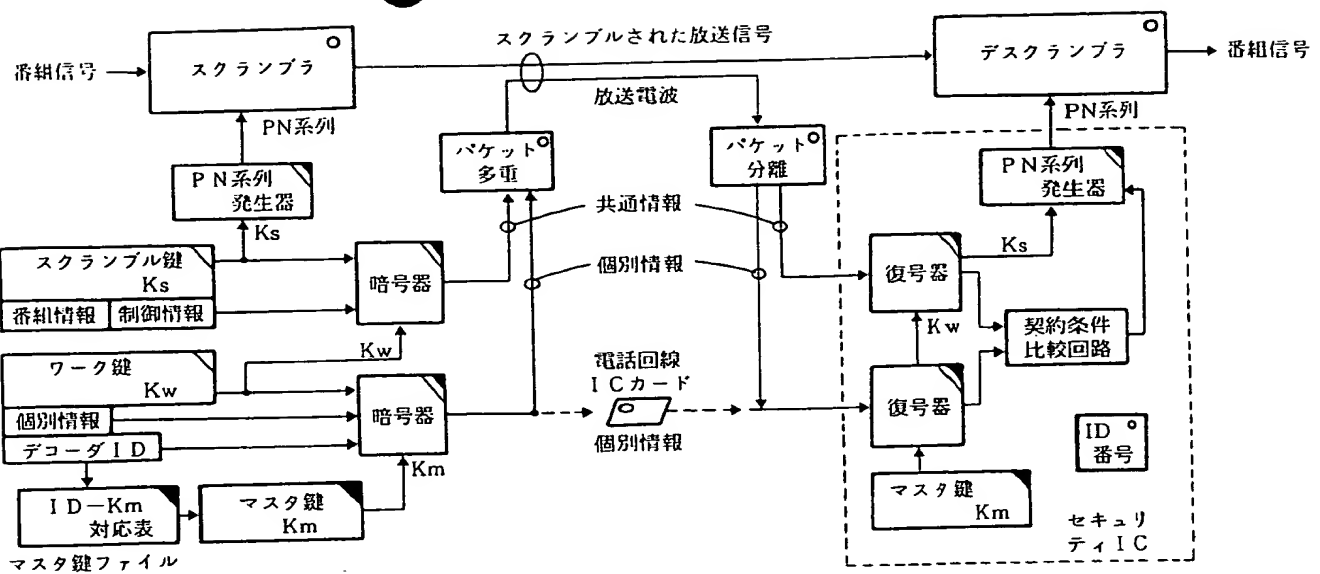 スクランブルされた放送信号
番組信号
スクランブラ
デスクランブラ
番組信号
放送電波
PN系列
PN系列
パケット
多重
パケット
分離
PN系列
発生器
PN系列
発生器
共通情報
Ks
Ks
スクランブル鍵
Ks
番組情報
制御情報
暗号器
個別情報
復号器
Kw
契約条件
比較回路
Kw
ワーク鍵
Kw
個別情報
デコーダID
暗号器
電話回線
ICカード
個別情報
復号器
ID
番号
Km
ID－Km
対応表
マスタ鍵
Km
マスタ鍵
Km
セキュリ
ティIC
マスタ鍵ファイル